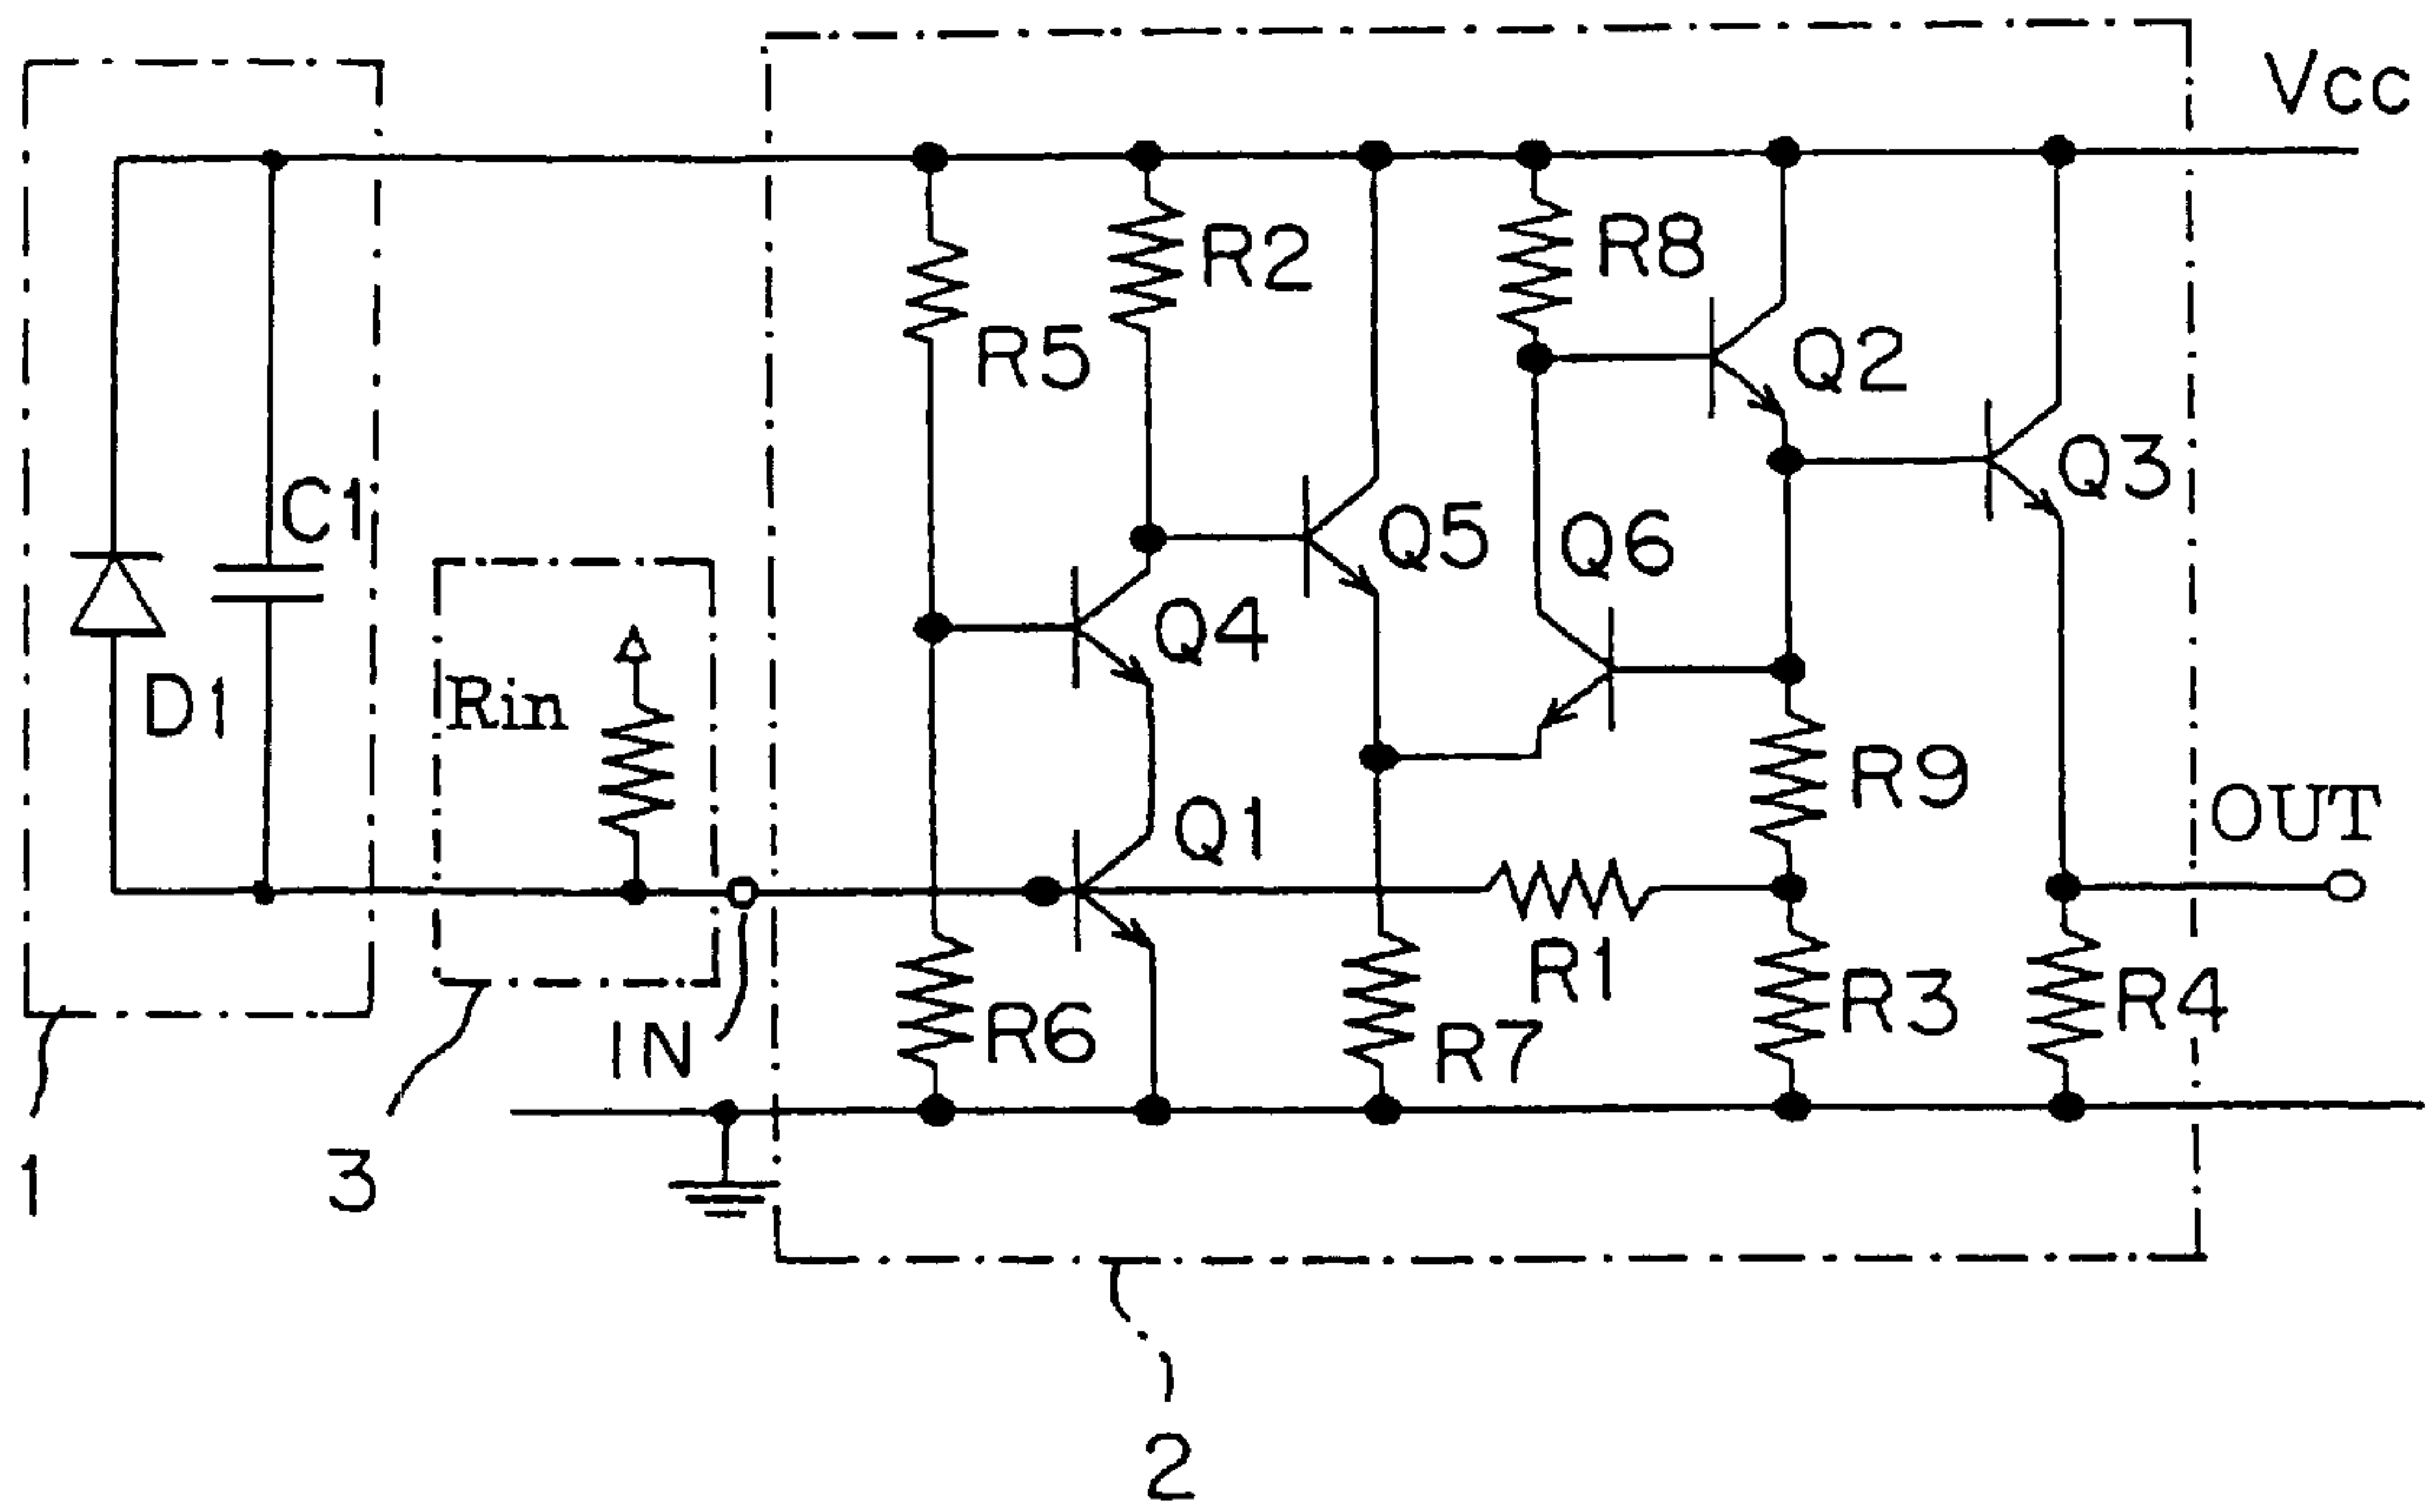 Vcc
R2
R8
R5
Q2
C1
Q3
Q5
Q6
Q4
D1
Rin
R9
Q1
OUT
R1
R3
R4
IN
R6
R7
1
3
2